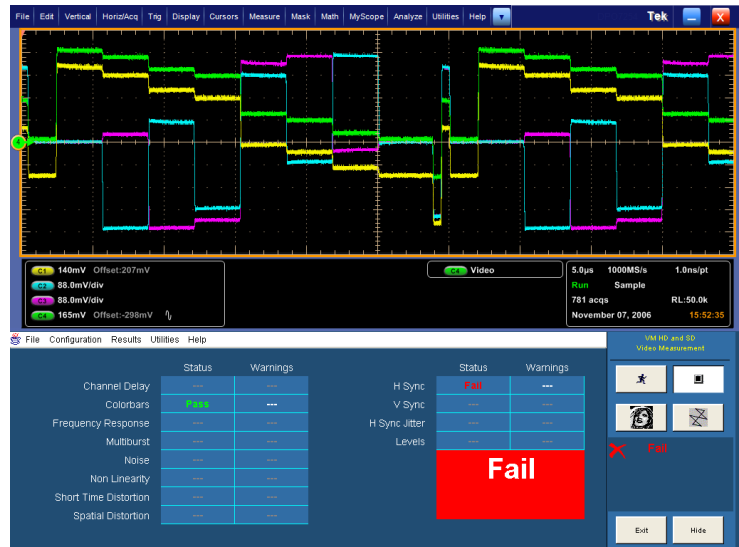 File Edit Vertical Horiz/Acq Trig Display Cursors Measure Mask Math MyScope Analyze Utilities Help Tek X
4
C1 140mV Offset:207mV
C2 88.0mV/div
C3 88.0mV/div
C4 165mV Offset:-298mV
C4 Video
5.0µs 1000MS/s 1.0ns/pt
Run Sample
781 acqs RL:50.0k
November 07, 2006 15:52:35
File Configuration Results Utilities Help
VM HD and SD
Video Measurement
Status Warnings
Channel Delay --- ---
Colorbars Pass ---
Frequency Response --- ---
Multiburst --- ---
Noise --- ---
Non Linearity --- ---
Short Time Distortion --- ---
Spatial Distortion --- ---
Status Warnings
H Sync Fail ---
V Sync --- ---
H Sync Jitter --- ---
Levels --- ---
Fail
Fail
Exit Hide